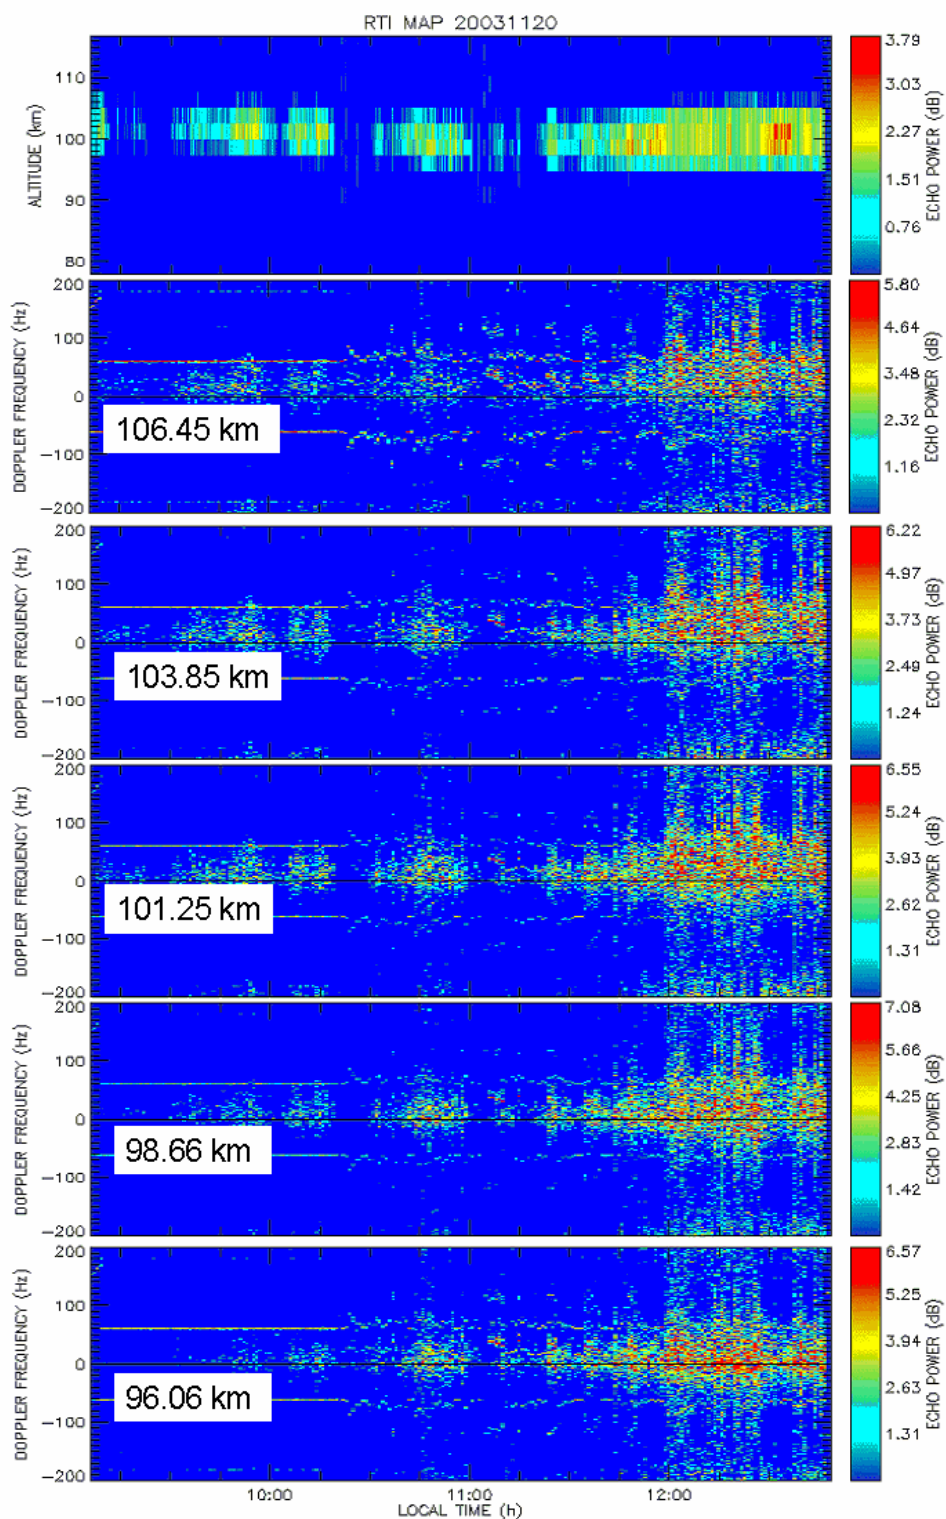 RTI MAP 20031120
ALTITUDE (km)
110
100
90
80
3.79
3.03
2.27
1.51
0.76
ECHO POWER (dB)
DOPPLER FREQUENCY (Hz)
200
100
0
−100
−200
106.45 km
5.80
4.64
3.48
2.32
1.16
ECHO POWER (dB)
DOPPLER FREQUENCY (Hz)
200
100
0
−100
−200
103.85 km
6.22
4.97
3.73
2.49
1.24
ECHO POWER (dB)
DOPPLER FREQUENCY (Hz)
200
100
0
−100
−200
101.25 km
6.55
5.24
3.93
2.62
1.31
ECHO POWER (dB)
DOPPLER FREQUENCY (Hz)
200
100
0
−100
−200
98.66 km
7.08
5.66
4.25
2.83
1.42
ECHO POWER (dB)
DOPPLER FREQUENCY (Hz)
200
100
0
−100
−200
96.06 km
6.57
5.25
3.94
2.63
1.31
ECHO POWER (dB)
10:00 11:00 12:00
LOCAL TIME (h)